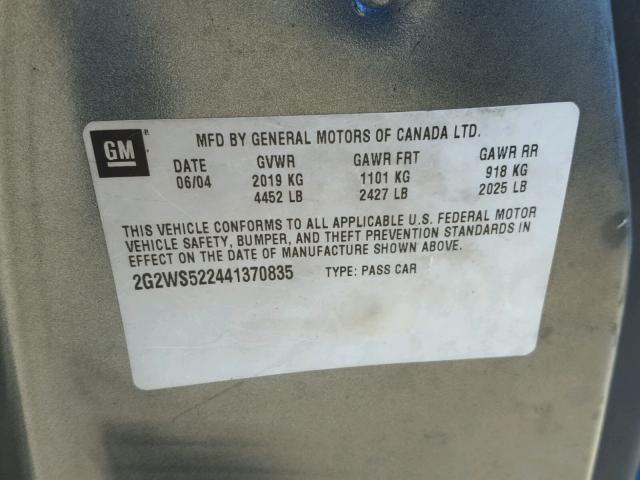 GM
MFD BY GENERAL MOTORS OF CANADA LTD.
DATE GVWR GAWR FRT GAWR RR
06/04 2019 KG 1101 KG 918 KG
4452 LB 2427 LB 2025 LB
THIS VEHICLE CONFORMS TO ALL APPLICABLE U.S. FEDERAL MOTOR
VEHICLE SAFETY, BUMPER, AND THEFT PREVENTION STANDARDS IN
EFFECT ON THE DATE OF MANUFACTURE SHOWN ABOVE.
2G2WS522441370835 TYPE: PASS CAR